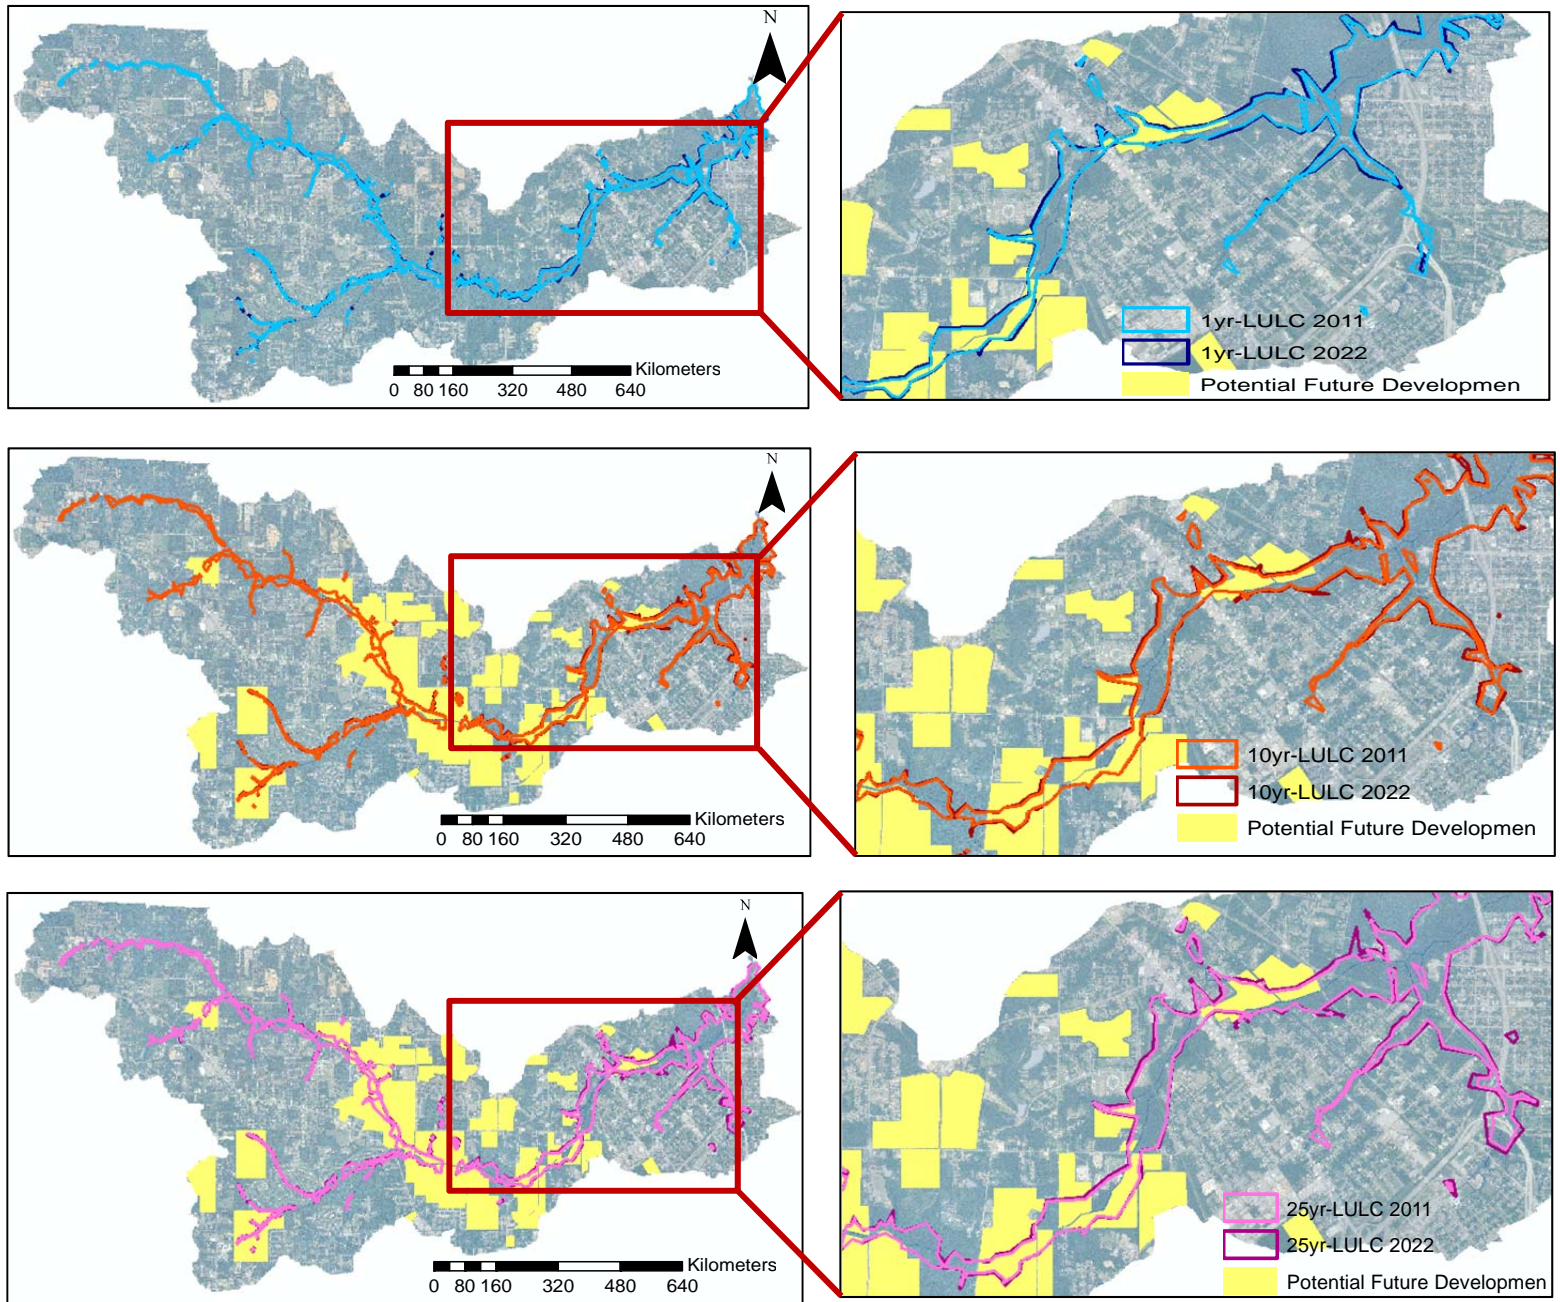 N
Kilometers
0 80 160 320 480 640
1yr-LULC 2011
1yr-LULC 2022
Potential Future Developmen
N
Kilometers
0 80 160 320 480 640
10yr-LULC 2011
10yr-LULC 2022
Potential Future Developmen
N
Kilometers
0 80 160 320 480 640
25yr-LULC 2011
25yr-LULC 2022
Potential Future Developmen